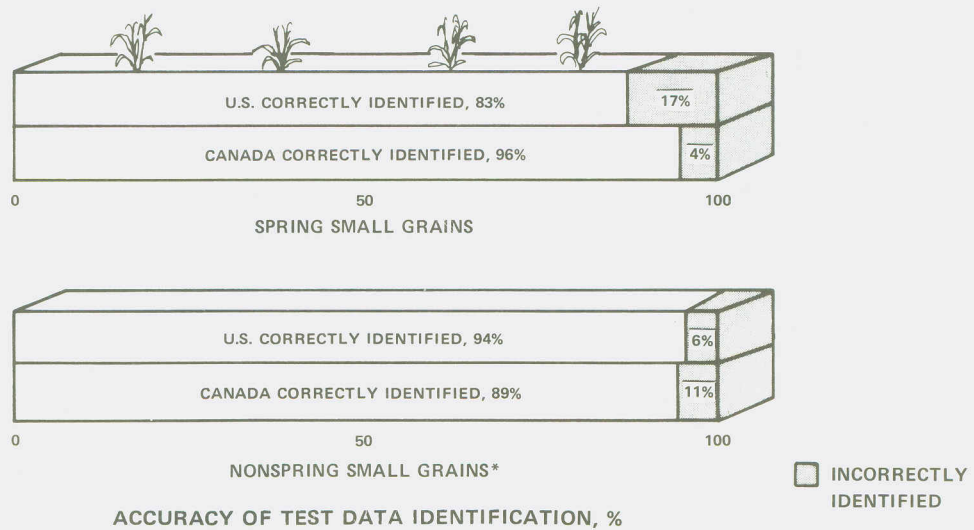 U.S. CORRECTLY IDENTIFIED, 83%
17%
CANADA CORRECTLY IDENTIFIED, 96%
4%
0 50 100
SPRING SMALL GRAINS
U.S. CORRECTLY IDENTIFIED, 94%
6%
CANADA CORRECTLY IDENTIFIED, 89%
11%
0 50 100
NONSPRING SMALL GRAINS*
INCORRECTLY
IDENTIFIED
ACCURACY OF TEST DATA IDENTIFICATION, %